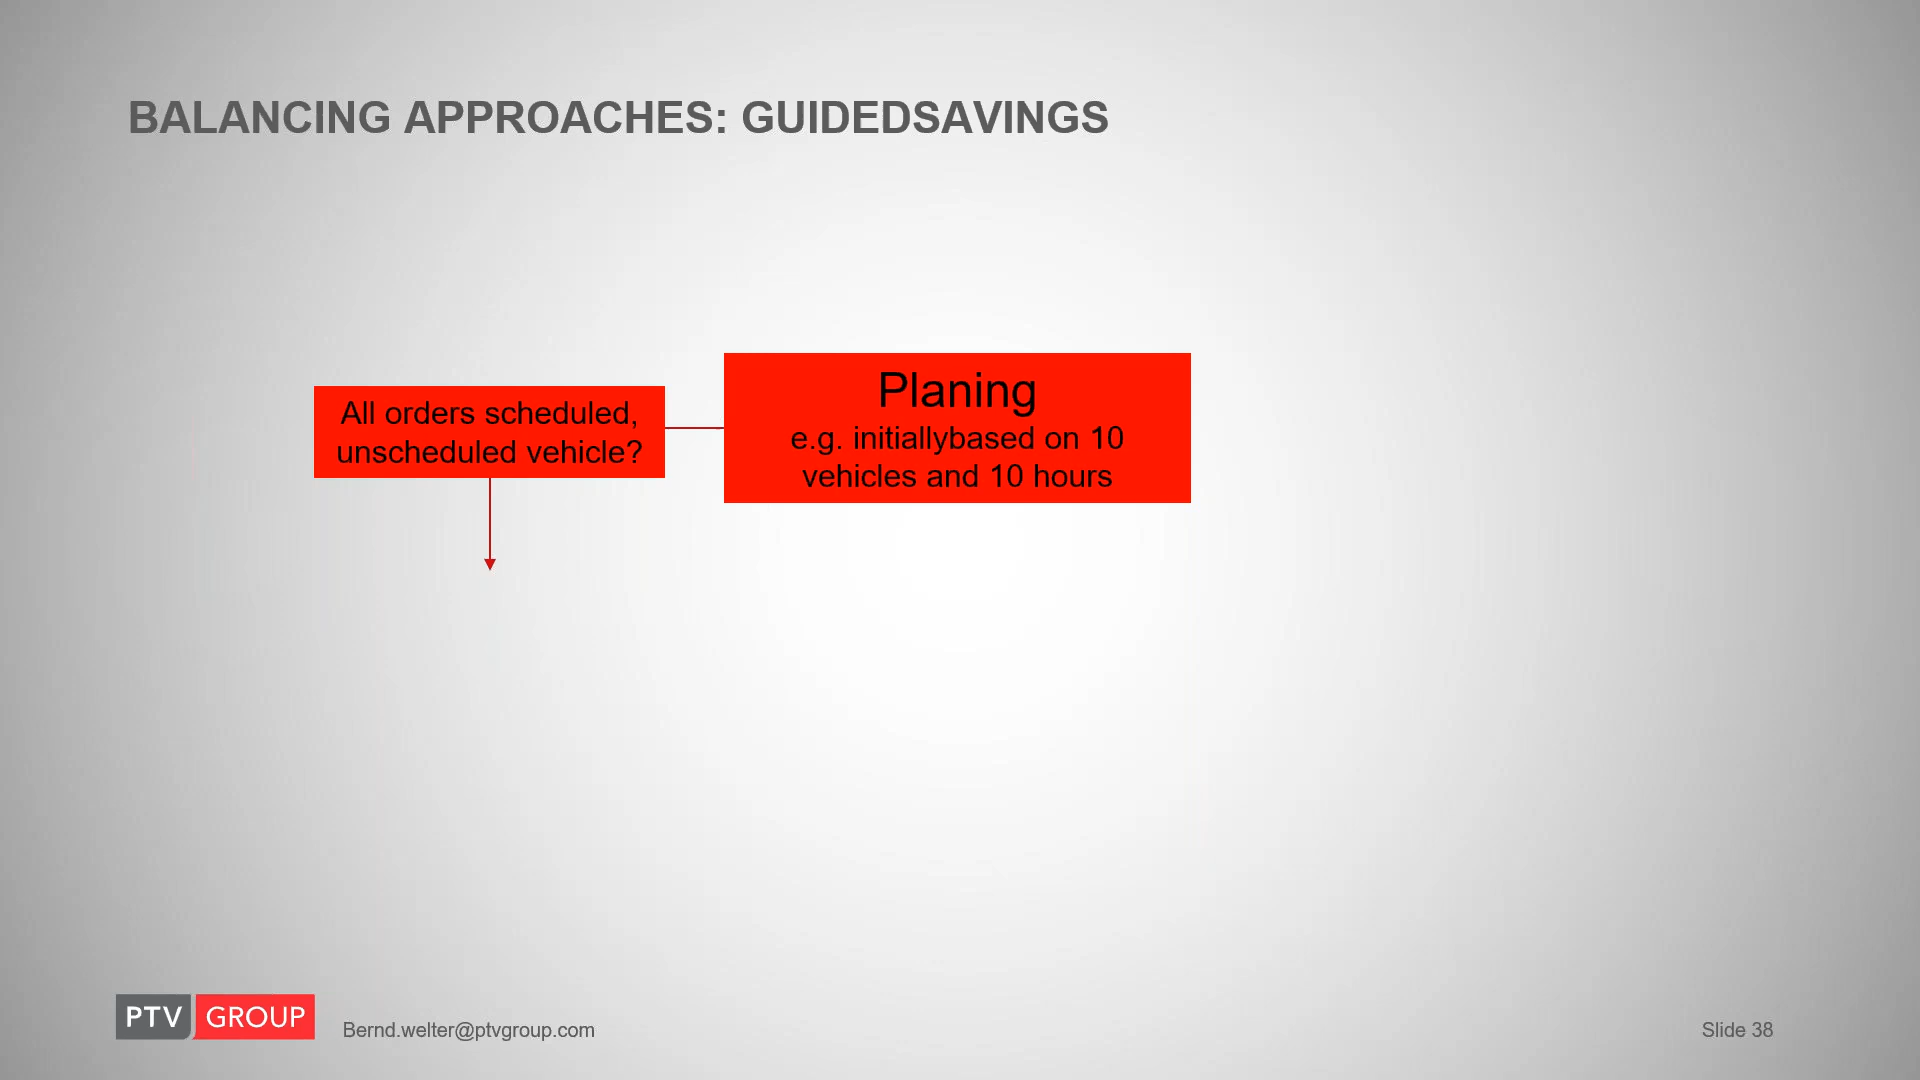 BALANCING APPROACHES: GUIDEDSAVINGS
All orders scheduled,
unscheduled vehicle?
Planing
e.g. initiallybased on 10
vehicles and 10 hours
PTV GROUP
Bernd.welter@ptvgroup.com
Slide 38